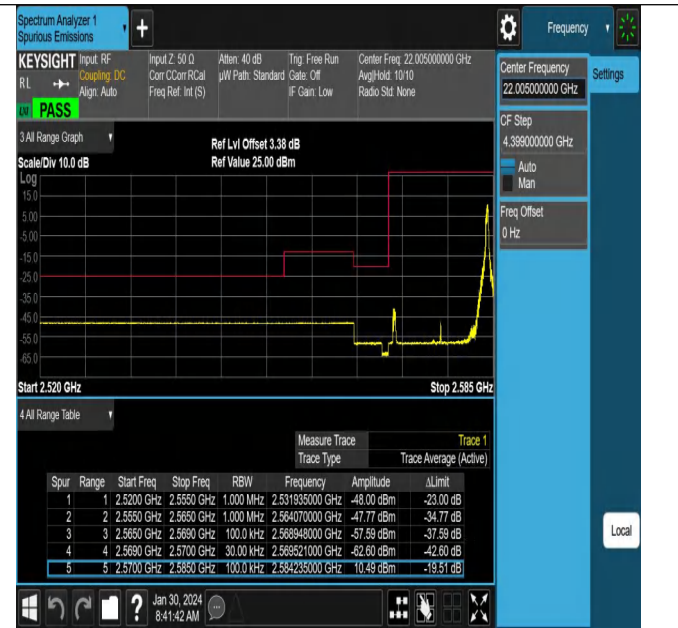 Spectrum Analyzer 1
Spurious Emissions
+
Frequency
KEYSIGHT
RL
Input: RF
Coupling: DC
Align: Auto
Input Z: 50 Ω
Corr CCorr RCal
Freq Ref: Int (S)
Atten: 40 dB
µW Path: Standard
Trig: Free Run
Gate: Off
IF Gain: Low
Center Freq: 22.005000000 GHz
Avg|Hold: 10/10
Radio Std: None
PASS
3 All Range Graph
Scale/Div 10.0 dB
Ref Lvl Offset 3.38 dB
Ref Value 25.00 dBm
Log
15.0
5.00
-5.00
-15.0
-25.0
-35.0
-45.0
-55.0
-65.0
Start 2.520 GHz
Stop 2.585 GHz
4 All Range Table
Measure Trace Trace 1
Trace Type Trace Average (Active)
Spur Range Start Freq Stop Freq RBW Frequency Amplitude ΔLimit
1 1 2.5200 GHz 2.5550 GHz 1.000 MHz 2.531935000 GHz -48.00 dBm -23.00 dB
2 2 2.5550 GHz 2.5650 GHz 1.000 MHz 2.564070000 GHz -47.77 dBm -34.77 dB
3 3 2.5650 GHz 2.5690 GHz 100.0 kHz 2.568948000 GHz -57.59 dBm -37.59 dB
4 4 2.5690 GHz 2.5700 GHz 30.00 kHz 2.569521000 GHz -62.60 dBm -42.60 dB
5 5 2.5700 GHz 2.5850 GHz 100.0 kHz 2.584235000 GHz 10.49 dBm -19.51 dB
?
Jan 30, 2024
8:41:42 AM
Center Frequency
22.005000000 GHz
Settings
CF Step
4.399000000 GHz
Auto
Man
Freq Offset
0 Hz
Local